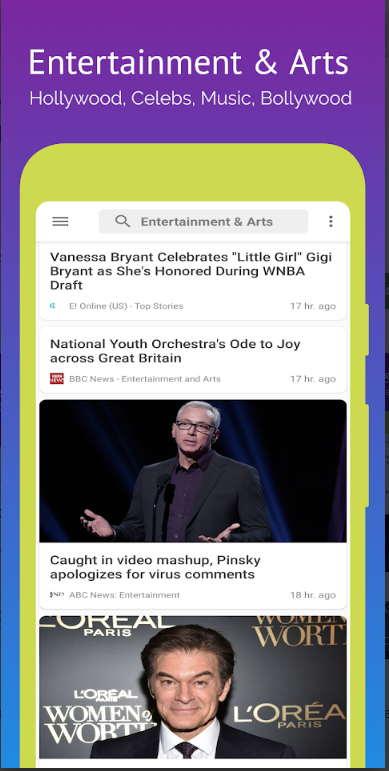 Entertainment & Arts
Hollywood, Celebs, Music, Bollywood
Entertainment & Arts
Vanessa Bryant Celebrates "Little Girl" Gigi
Bryant as She's Honored During WNBA
Draft
E! Online (US) - Top Stories 17 hr. ago
National Youth Orchestra's Ode to Joy
across Great Britain
BBC NEWS BBC News - Entertainment and Arts 17 hr. ago
Caught in video mashup, Pinsky
apologizes for virus comments
ABC News: Entertainment 18 hr. ago
L'ORÉAL
PARIS
WOMEN
WORTH
L'ORÉAL
PARIS
WOMEN
WORTH
L'ORÉA
PARIS